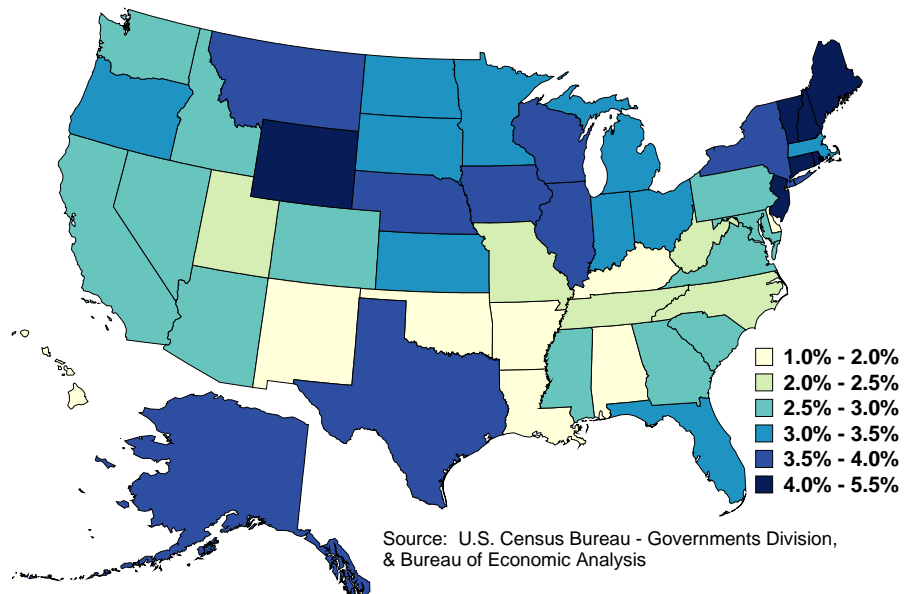 1.0% - 2.0%
2.0% - 2.5%
2.5% - 3.0%
3.0% - 3.5%
3.5% - 4.0%
4.0% - 5.5%
Source: U.S. Census Bureau - Governments Division,
& Bureau of Economic Analysis